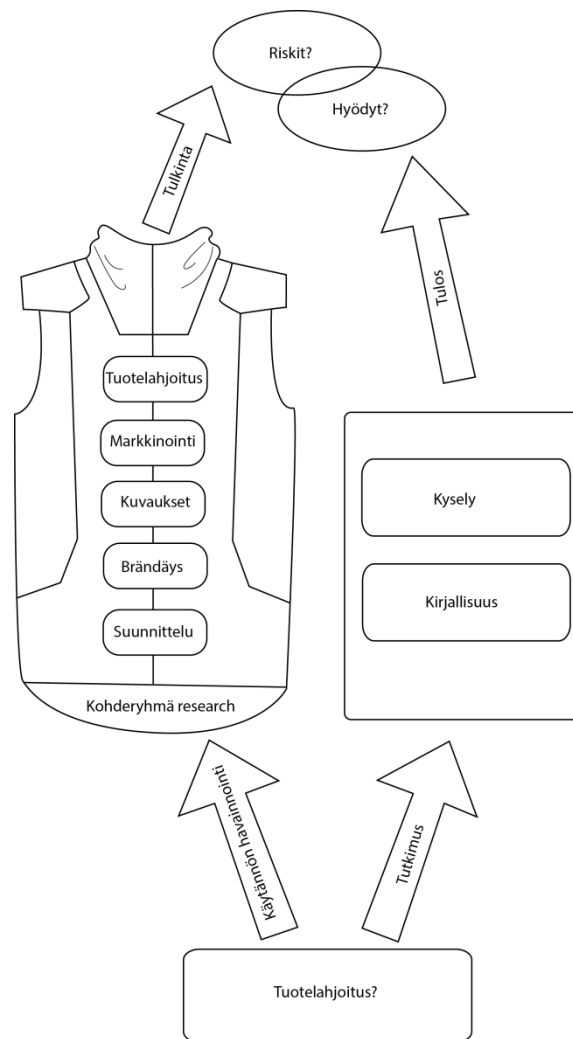 Riskit?
Hyödyt?
Tulkinta
Tulos
Tuotelahjoitus
Markkinointi
Kuvaukset
Brändäys
Suunnittelu
Kohderyhmä research
Kysely
Kirjallisuus
Käytännön havainnointi
Tutkimus
Tuotelahjoitus?